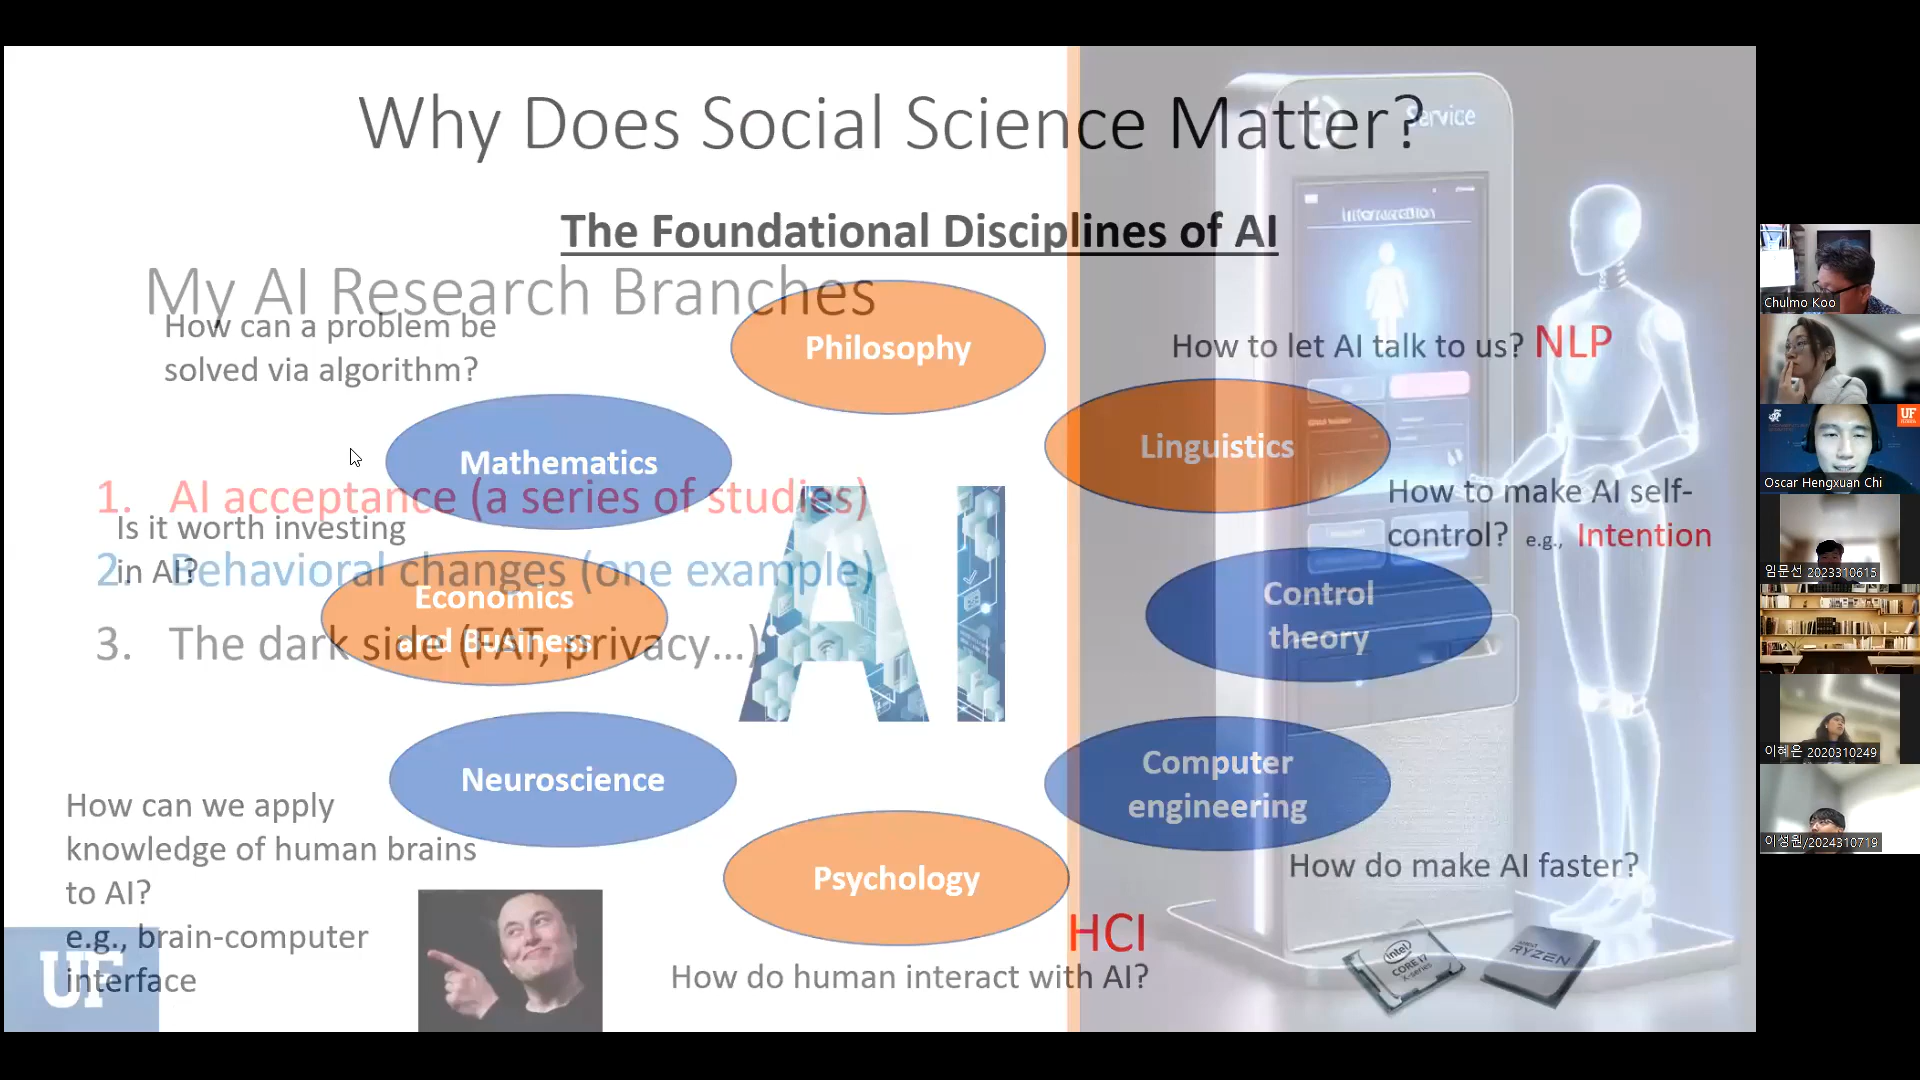 Why Does Social Science Matter?
Service
The Foundational Disciplines of AI
Information
My AI Research Branches
How can a problem be
solved via algorithm?
Philosophy
How to let AI talk to us? NLP
Mathematics
Linguistics
1. AI acceptance (a series of studies)
Is it worth investing
in AI?
How to make AI self-
control? e.g., Intention
2. Behavioral changes (one example)
Economics
and Business
AI
Control
theory
3. The dark side (FAT, privacy...)
Neuroscience
Computer
engineering
How can we apply
knowledge of human brains
to AI?
e.g., brain-computer
interface
Psychology
How do make AI faster?
HCI
How do human interact with AI?
intel
CORE i7
X-series
AMD
RYZEN
UF
Chulmo Koo
UF
Oscar Hengxuan Chi
임문선 2023310615
이혜은 2020310249
이성원/2024310719